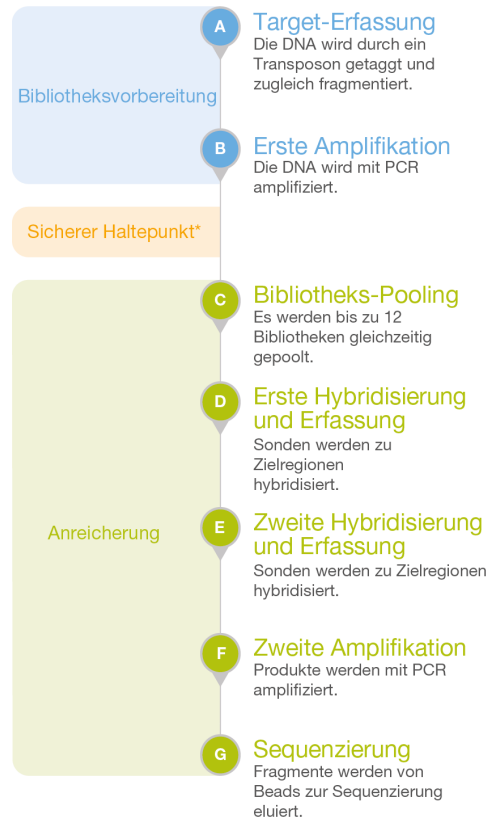 A
Target-Erfassung
Die DNA wird durch ein
Transposon getaggt und
zugleich fragmentiert.
Bibliotheksvorbereitung
B
Erste Amplifikation
Die DNA wird mit PCR
amplifiziert.
Sicherer Haltepunkt*
C
Bibliotheks-Pooling
Es werden bis zu 12
Bibliotheken gleichzeitig
gepoolt.
D
Erste Hybridisierung
und Erfassung
Sonden werden zu
Zielregionen
hybridisiert.
Anreicherung
E
Zweite Hybridisierung
und Erfassung
Sonden werden zu Zielregionen
hybridisiert.
F
Zweite Amplifikation
Produkte werden mit PCR
amplifiziert.
G
Sequenzierung
Fragmente werden von
Beads zur Sequenzierung
eluiert.